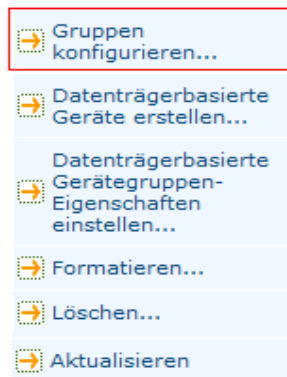 Gruppen
konfigurieren...
Datenträgerbasierte
Geräte erstellen...
Datenträgerbasierte
Gerätegruppen-
Eigenschaften
einstellen...
Formatieren...
Löschen...
Aktualisieren